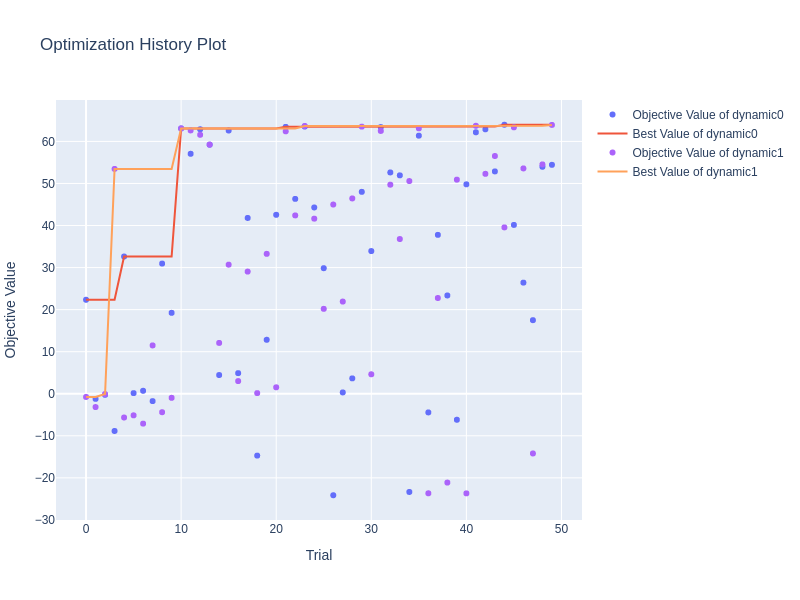 Optimization History Plot
Objective Value of dynamic0
Best Value of dynamic0
Objective Value of dynamic1
Best Value of dynamic1
60
50
40
30
20
10
0
−10
−20
−30
Objective Value
0 10 20 30 40 50
Trial